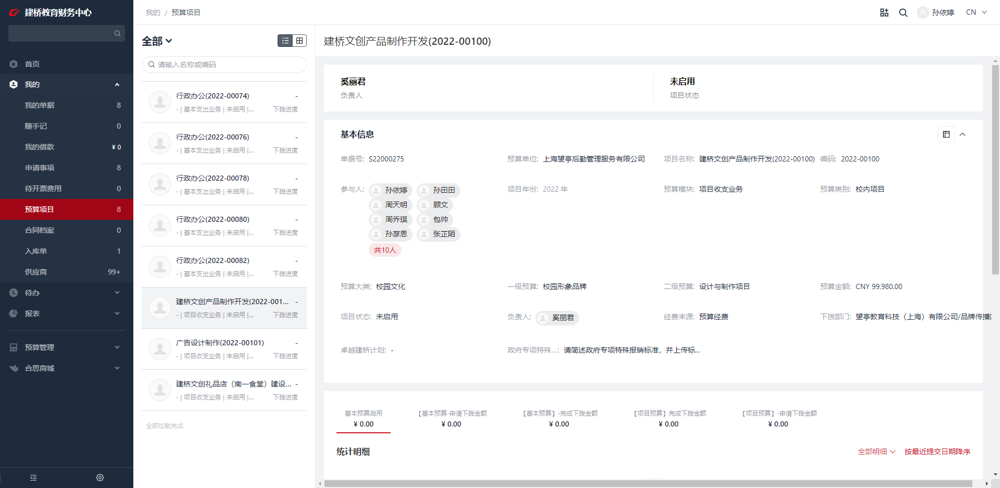 建桥教育财务中心
首页
我的
我的单据 8
随手记 0
我的借款 ¥ 0
申请事项 8
待开票费用 0
预算项目 8
合同档案 0
入库单 1
供应商 99+
待办
报表
预算管理
合思商城
我的 / 预算项目
孙依婷 CN
全部
请输入名称或编码
行政办公(2022-00074) -
- | 基本支出业务 | 未启用 |... 下拨进度
行政办公(2022-00076) -
- | 基本支出业务 | 未启用 |... 下拨进度
行政办公(2022-00078) -
- | 基本支出业务 | 未启用 |... 下拨进度
行政办公(2022-00080) -
- | 基本支出业务 | 未启用 |... 下拨进度
行政办公(2022-00082) -
- | 基本支出业务 | 未启用 |... 下拨进度
建桥文创产品制作开发(2022-001... -
- | 项目收支业务 | 未启用 |... 下拨进度
广告设计制作(2022-00101) -
- | 项目收支业务 | 未启用 |... 下拨进度
建桥文创礼品店（南一食堂）建设... -
- | 项目收支业务 | 未启用 |... 下拨进度
全部加载完成
建桥文创产品制作开发(2022-00100)
奚丽君 未启用
负责人 项目状态
基本信息
单据号: S22000275 预算单位: 上海望亭后勤管理服务有限公司 项目名称: 建桥文创产品制作开发(2022-00100) 编码: 2022-00100
参与人: 孙依婷 孙田田 项目年份: 2022 年 预算模块: 项目收支业务 预算类别: 校内项目
周天明 顾文
周乔琪 包帅
孙彦恩 张芷陌
共10人
预算大类: 校园文化 一级预算: 校园形象品牌 二级预算: 设计与制作项目 预算金额: CNY 99,980.00
项目状态: 未启用 负责人: 奚丽君 经费来源: 预算经费 下拨部门: 望亭教育科技（上海）有限公司/品牌传播
卓越建桥计划: - 政府专项特殊...: 请简述政府专项特殊报销标准，并上传标...
基本预算启用 【基本预算-申请下拨金额 【基本预算】-完成下拨金额 【项目预算】完成下拨金额 【项目预算】-申请下拨金额
¥ 0.00 ¥ 0.00 ¥ 0.00 ¥ 0.00 ¥ 0.00
统计明细 全部明细 按最近提交日期降序